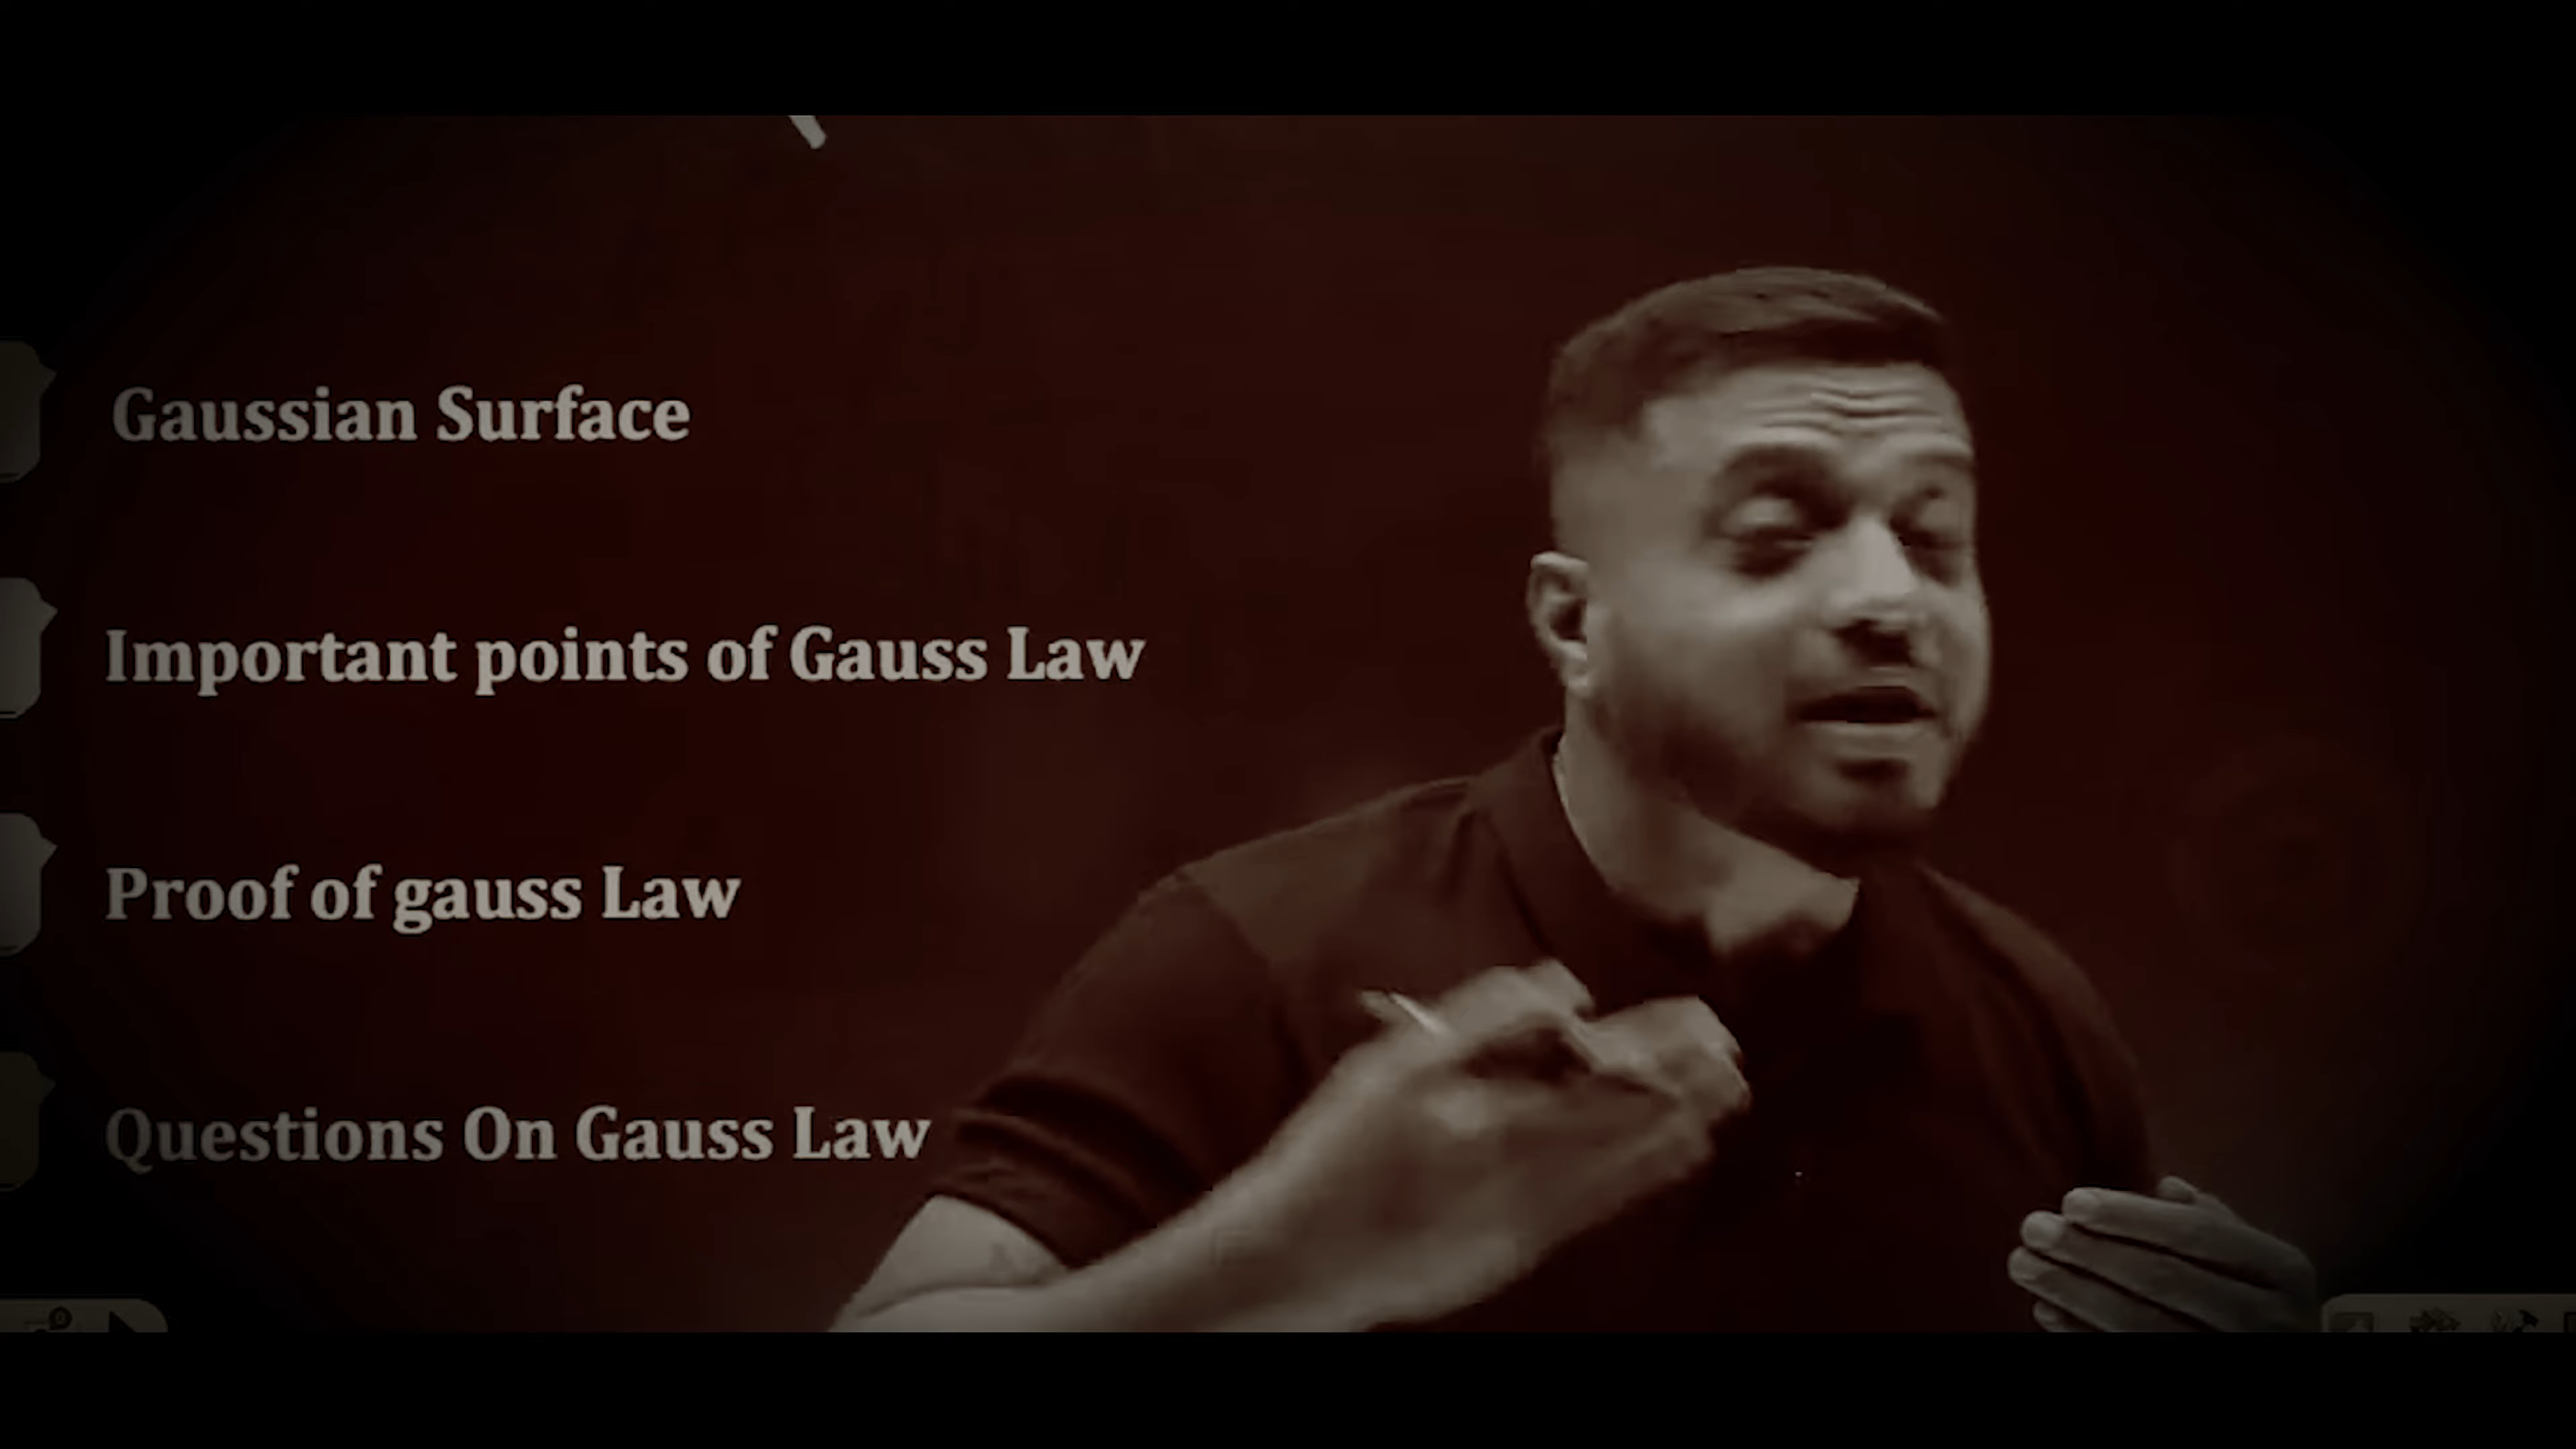 Gaussian Surface
Important points of Gauss Law
Proof of gauss Law
Questions On Gauss Law